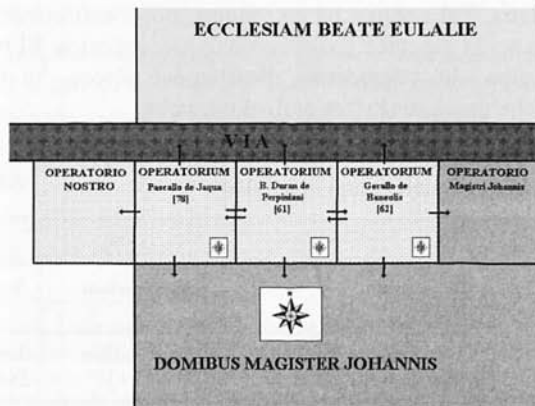 ECCLESIAM BEATE EULALIE
VIA
OPERATORIO
NOSTRO
OPERATORIUM
Pascallo de Jaqua
[78]
OPERATORIUM
B. Duran de
Perpiniani
[61]
OPERATORIUM
Gerallo de
[62]
OPERATORIO
Magistri Johannis
DOMIBUS MAGISTER JOHANNIS